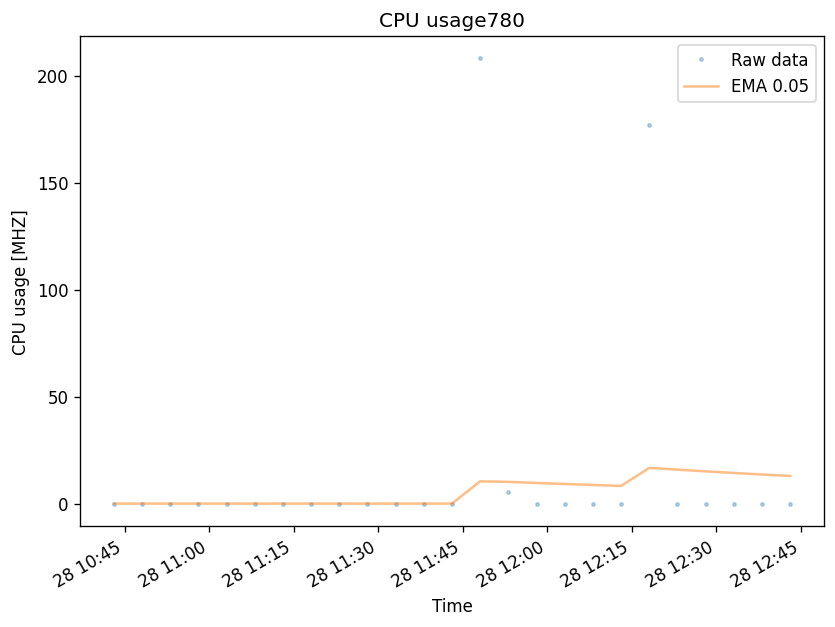 CPU usage780
Raw data
EMA 0.05
CPU usage [MHZ]
200
150
100
50
0
28 10:45
28 11:00
28 11:15
28 11:30
28 11:45
28 12:00
28 12:15
28 12:30
28 12:45
Time